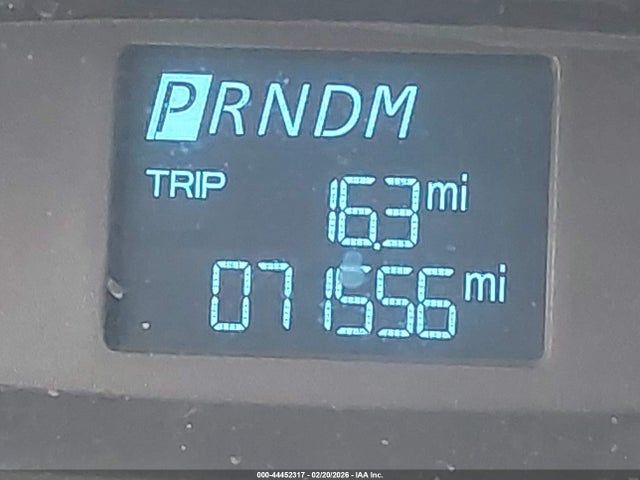 PRNDM
TRIP
16.3 mi
071556 mi
000-44452317 - 02/20/2026 - IAA Inc.